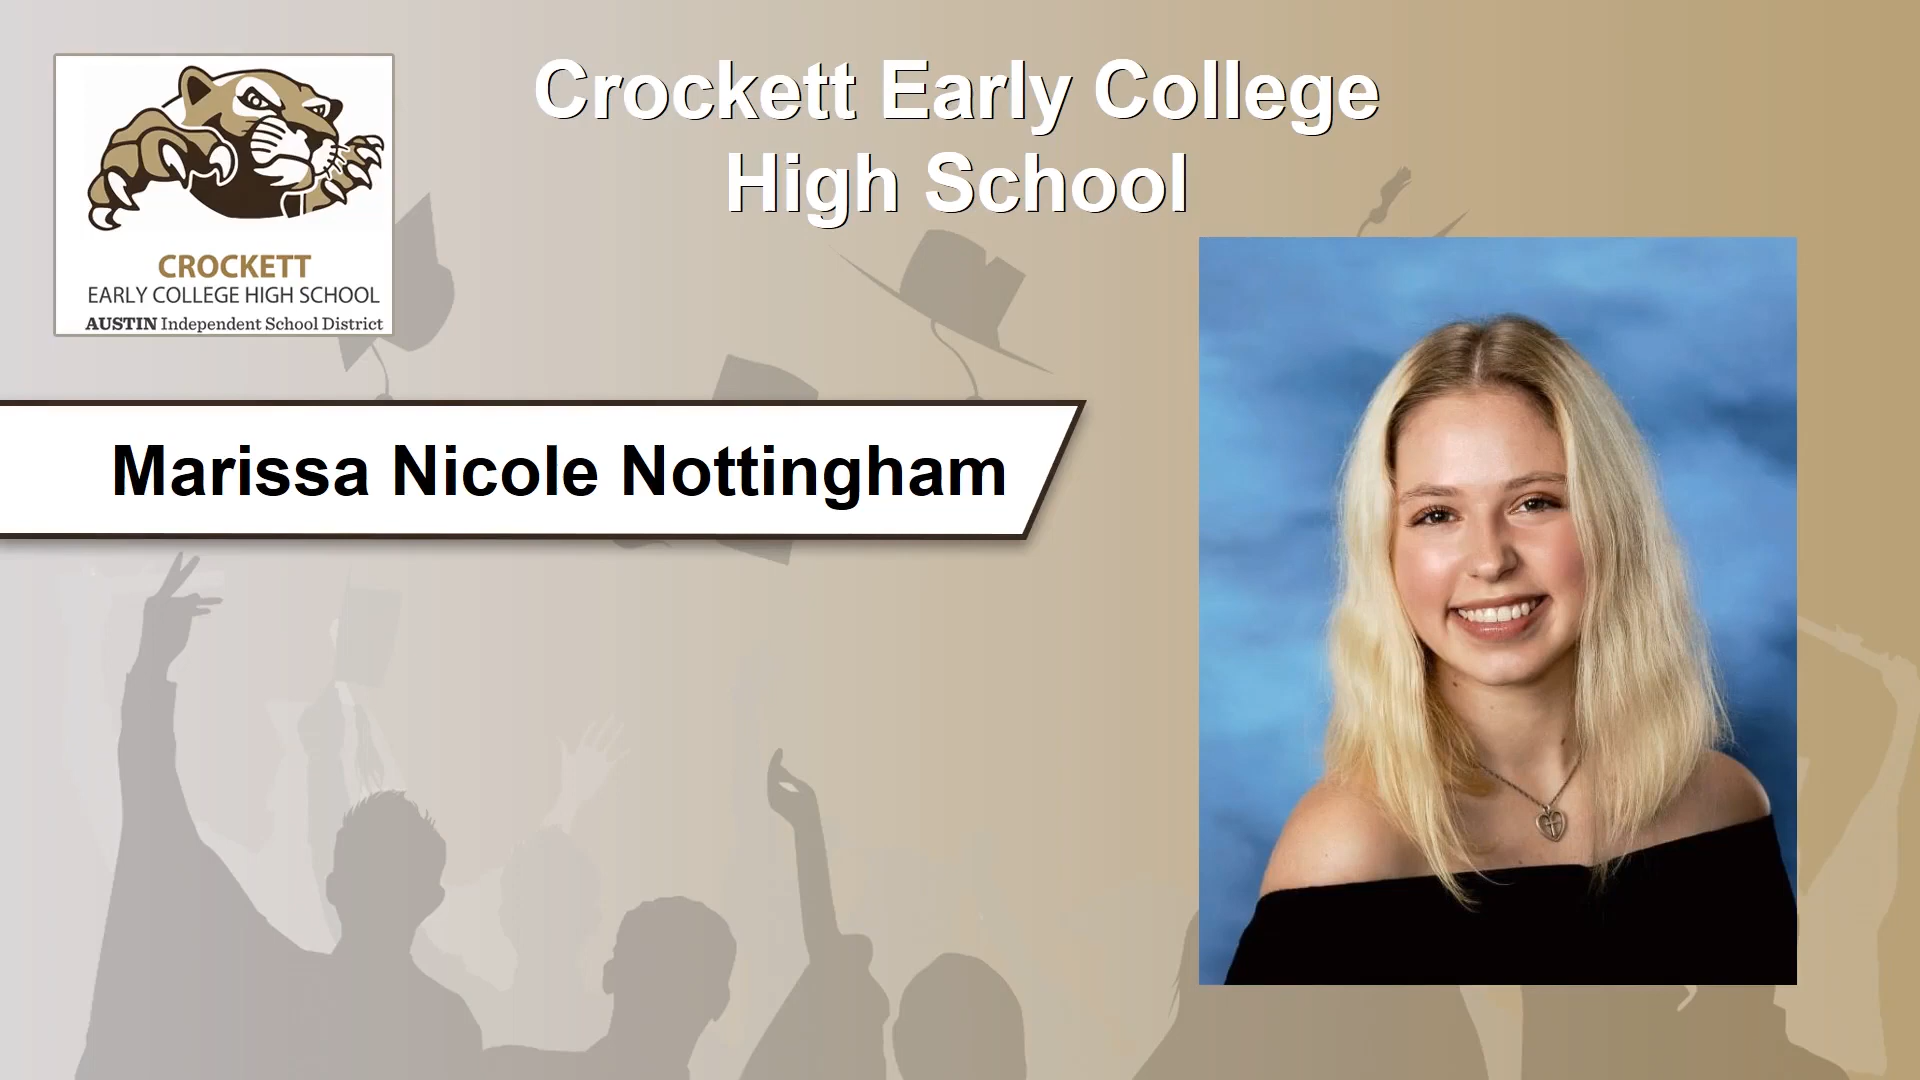 Crockett Early College
High School
CROCKETT
EARLY COLLEGE HIGH SCHOOL
AUSTIN Independent School District
Marissa Nicole Nottingham